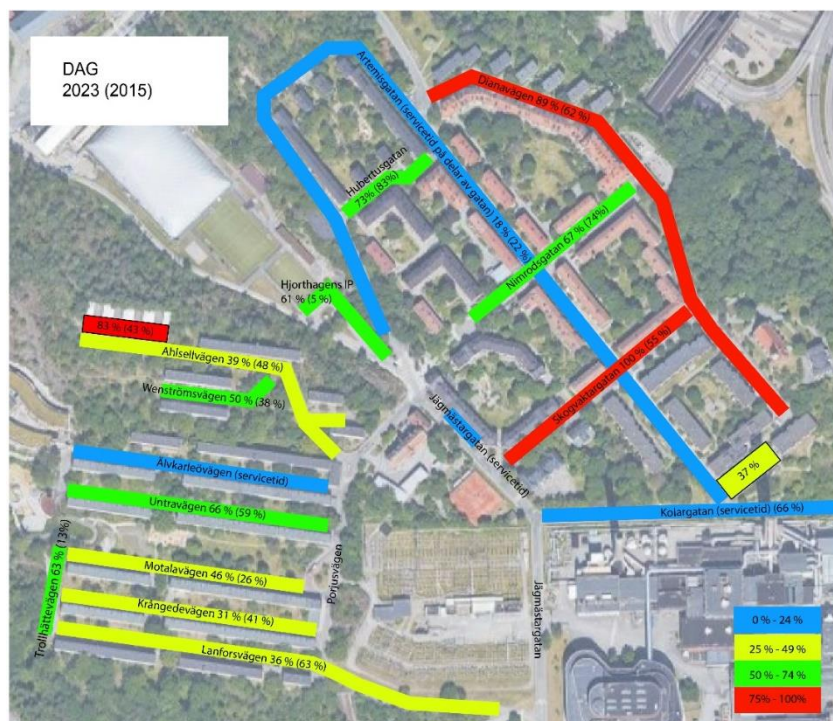 DAG
2023 (2015)
Artemisgatan (servicetid på delar av gatan) 18 % (22 %)
Dianavägen 89 % (62 %)
Hubertusgatan
73% (83%)
Nimrodsgatan 67 % (74%)
Hjorthagens IP
61 % (5 %)
83 % (43 %)
Ahlsellvägen 39 % (48 %)
Wenströmsvägen 50 % (38 %)
Jägmästargatan (servicetid)
Skogvaktargatan 100 % (55 %)
37 %
Älvkarleövägen (servicetid)
Kolargatan (servicetid) (66 %)
Untravägen 66 % (59 %)
Trollhättevägen 63 % (13%)
Motalavägen 46 % (26 %)
Porjusvägen
Jägmästargatan
Krångedevägen 31 % (41 %)
Lanforsvägen 36 % (63 %)
0 % - 24 %
25 % - 49 %
50 % - 74 %
75% - 100%